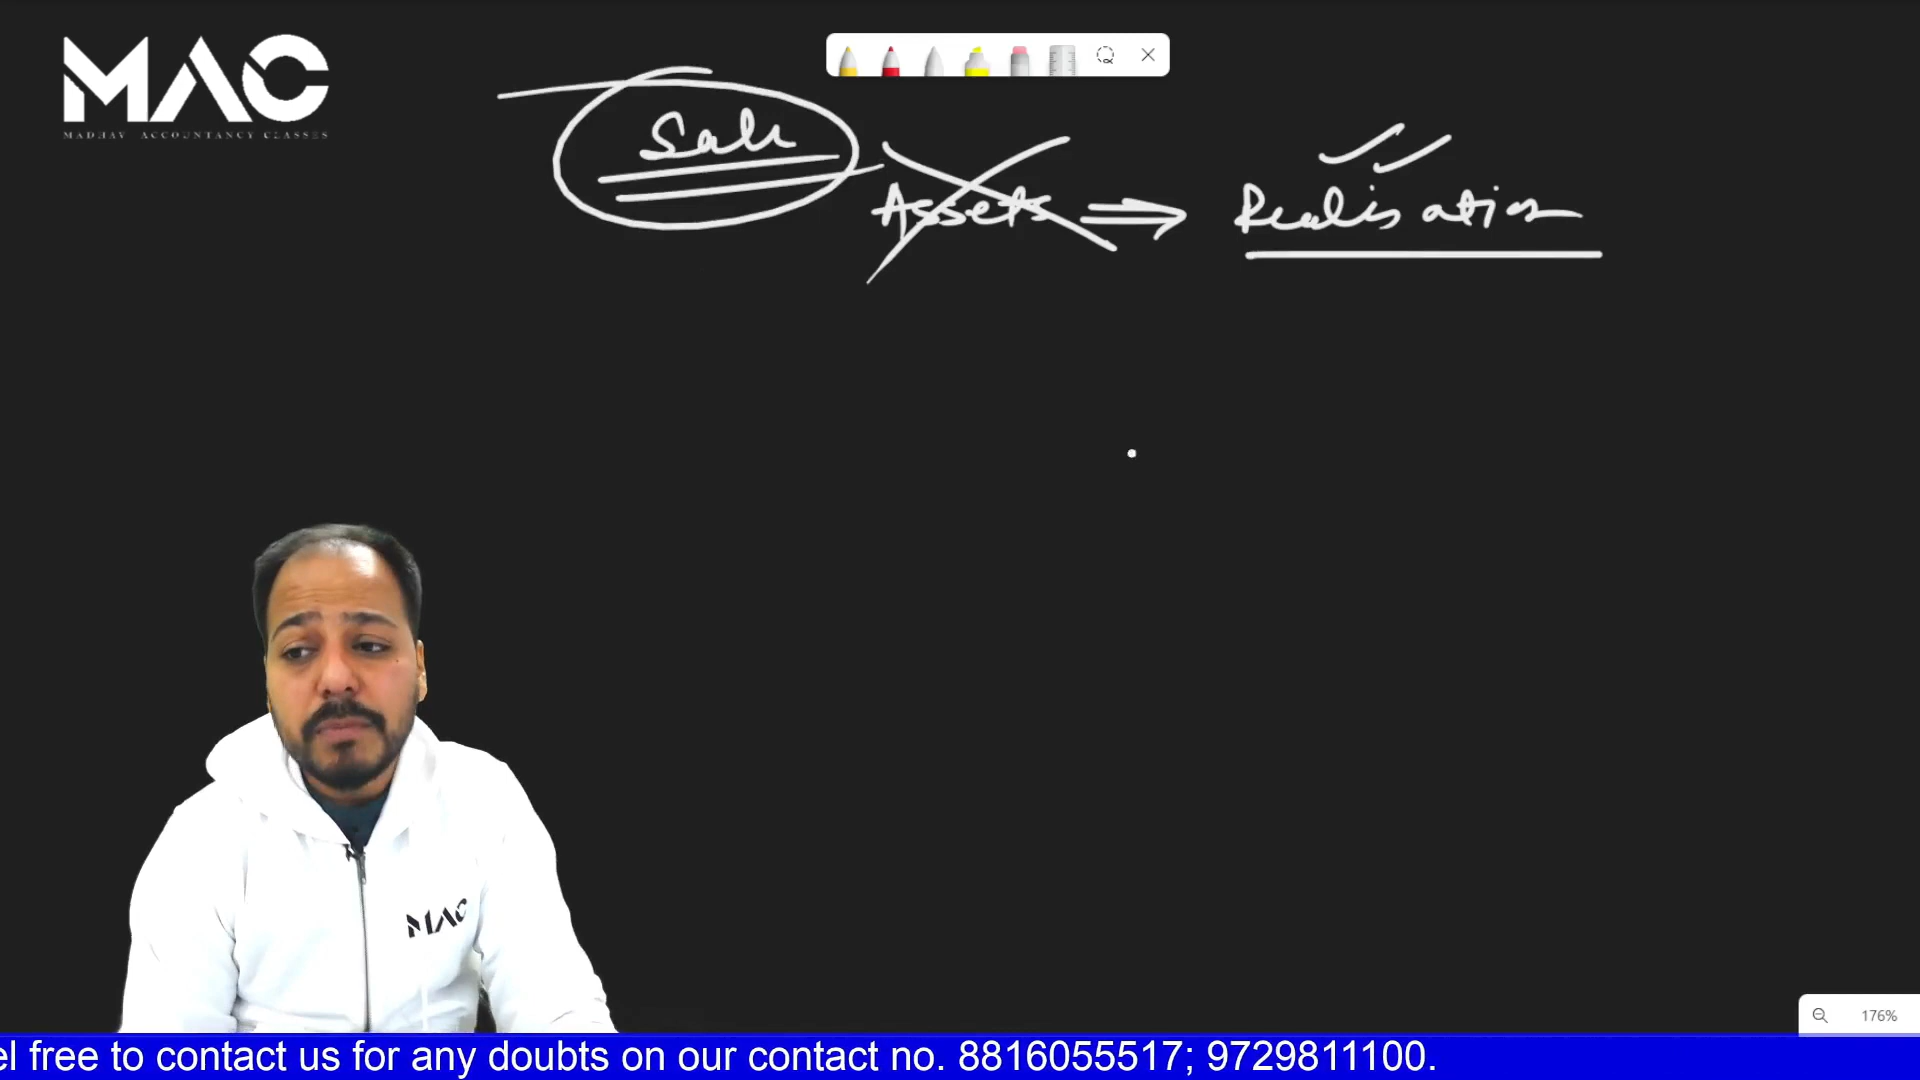 MAC
MADHAV ACCOUNTANCY CLASSES
Sale
Assets ⇒ Realisation
MAC
el free to contact us for any doubts on our contact no. 8816055517; 9729811100.
176%